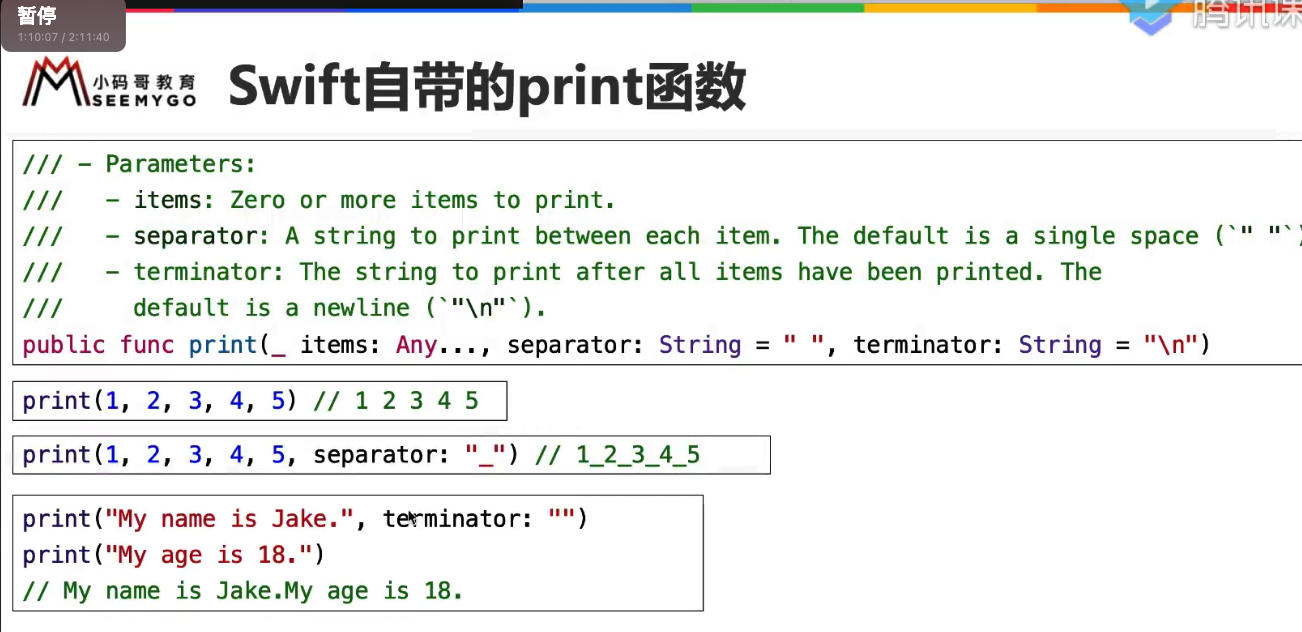 暂停
1:10:07 / 2:11:40
腾讯课
小码哥教育
SEEMYGO
Swift自带的print函数
/// - Parameters:
///   - items: Zero or more items to print.
///   - separator: A string to print between each item. The default is a single space (`" "`)
///   - terminator: The string to print after all items have been printed. The
///     default is a newline (`"\n"`).
public func print(_ items: Any..., separator: String = " ", terminator: String = "\n")
print(1, 2, 3, 4, 5) // 1 2 3 4 5
print(1, 2, 3, 4, 5, separator: "_") // 1_2_3_4_5
print("My name is Jake.", terminator: "")
print("My age is 18.")
// My name is Jake.My age is 18.